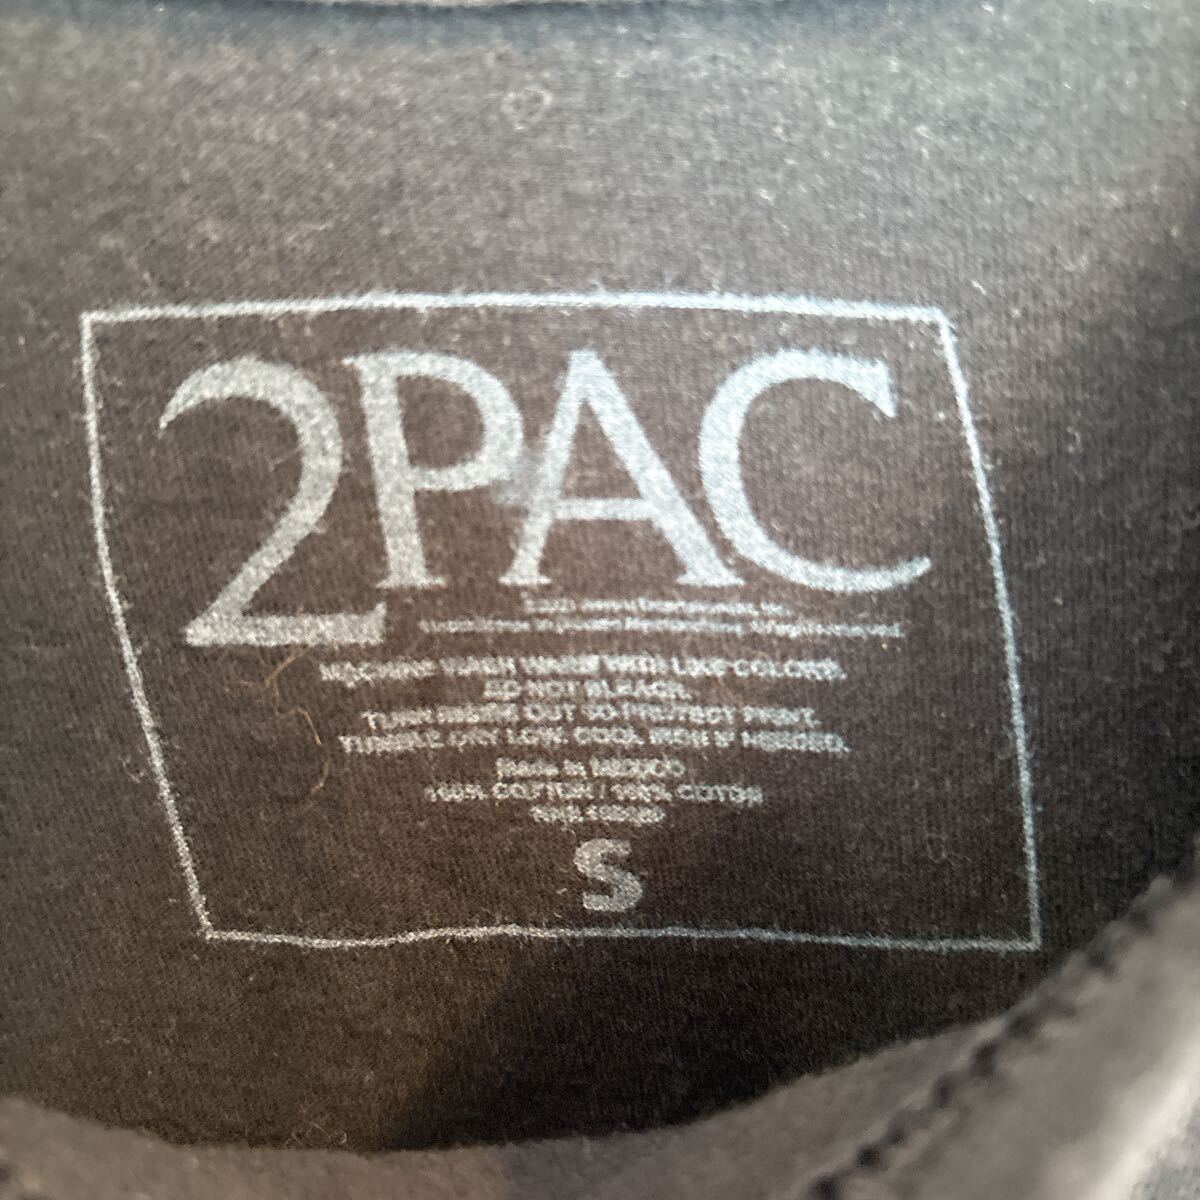 2PAC
MACHINE WASH WARM WITH LIKE COLORS.
DO NOT BLEACH.
TURN INSIDE OUT TO PROTECT PRINT.
TUMBLE DRY LOW. COOL IRON IF NEEDED.
Made in MEXICO
100% COTTON / 100% COTON
S